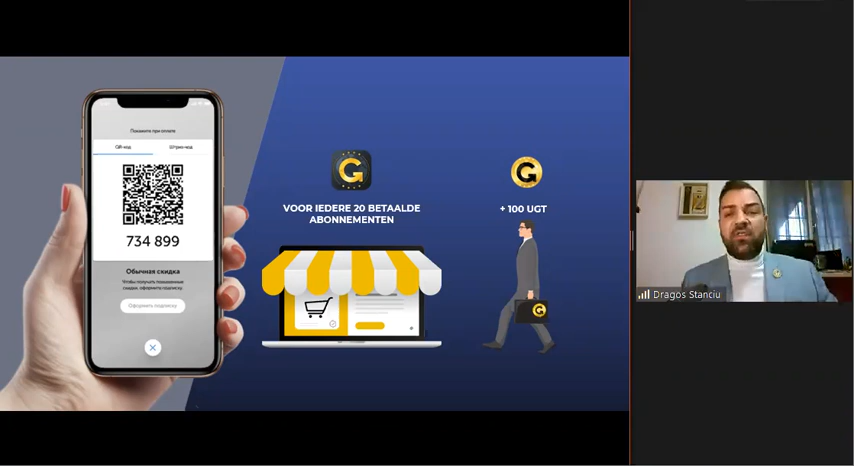 Покажите при оплате
QR-код
Штрих-код
734 899
Обычная скидка
Чтобы получить повышенные
скидки, оформите подписку.
Оформить подписку
VOOR IEDERE 20 BETAALDE
ABONNEMENTEN
+ 100 UGT
Dragos Stanciu